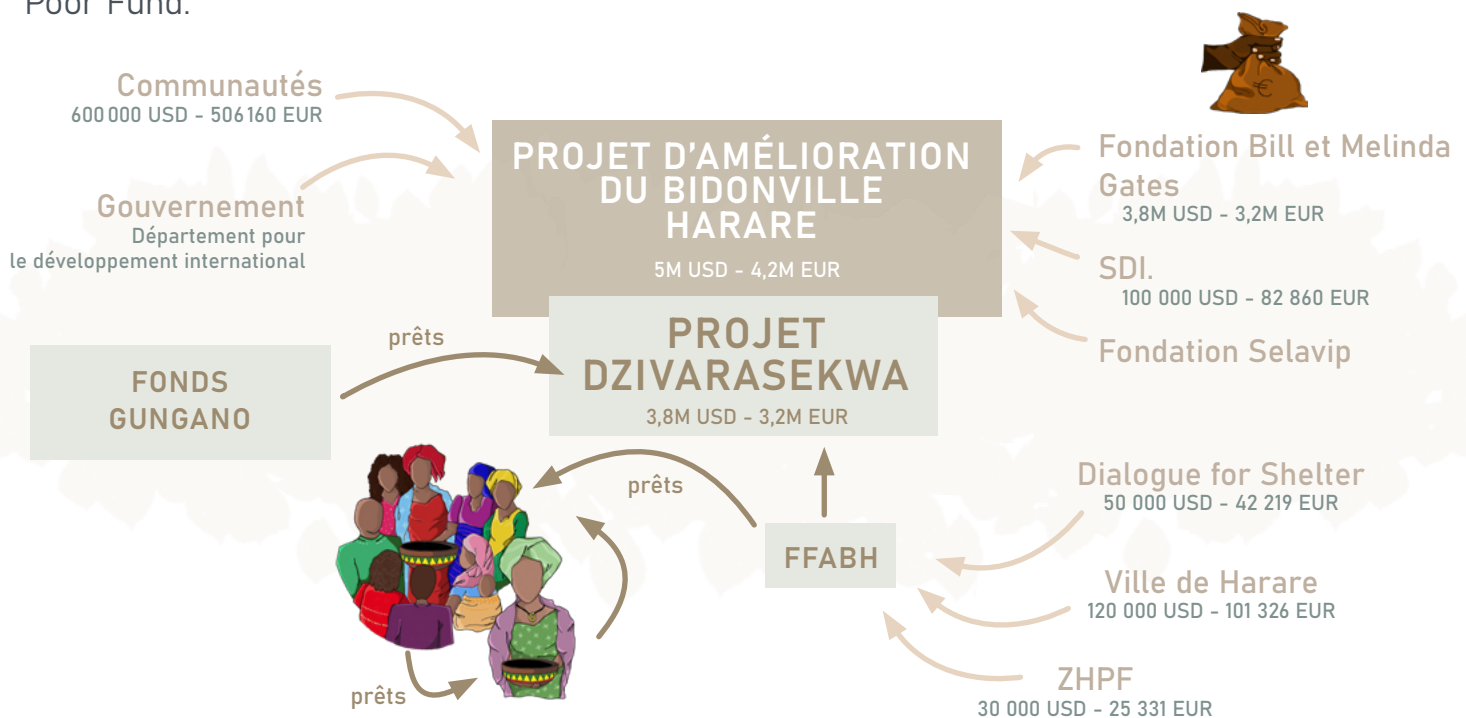 Poor Fund.
Communautés
600 000 USD - 506 160 EUR
Gouvernement
Département pour
le développement international
PROJET D'AMÉLIORATION
DU BIDONVILLE
HARARE
5M USD - 4,2M EUR
Fondation Bill et Melinda
Gates
3,8M USD - 3,2M EUR
SDI.
100 000 USD - 82 860 EUR
Fondation Selavip
PROJET
DZIVARASEKWA
3,8M USD - 3,2M EUR
prêts
FONDS
GUNGANO
prêts
FFABH
Dialogue for Shelter
50 000 USD - 42 219 EUR
Ville de Harare
120 000 USD - 101 326 EUR
ZHPF
30 000 USD - 25 331 EUR
prêts
€